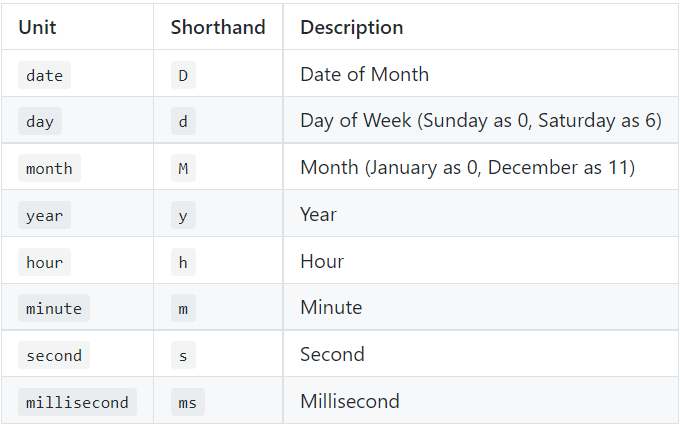 Unit Shorthand Description
date D Date of Month
day d Day of Week (Sunday as 0, Saturday as 6)
month M Month (January as 0, December as 11)
year y Year
hour h Hour
minute m Minute
second s Second
millisecond ms Millisecond